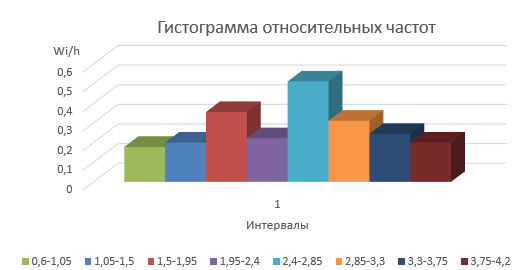 Гистограмма относительных частот
Wi/h
0,6
0,5
0,4
0,3
0,2
0,1
0
1
Интервалы
0,6-1,05 1,05-1,5 1,5-1,95 1,95-2,4 2,4-2,85 2,85-3,3 3,3-3,75 3,75-4,2